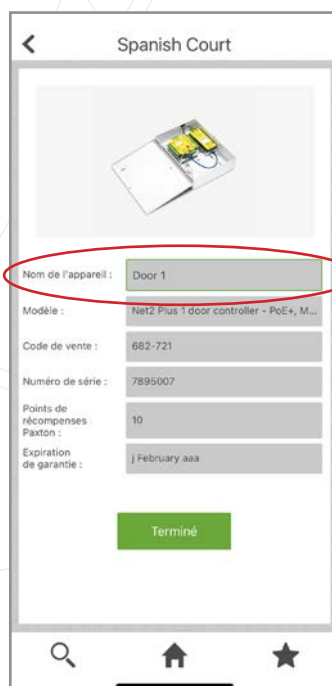 Spanish Court
Nom de l'appareil :
Door 1
Modèle :
Net2 Plus 1 door controller - PoE+, M...
Code de vente :
682-721
Numéro de série :
7895007
Points de
récompenses
Paxton :
10
Expiration
de garantie :
j February aaa
Terminé